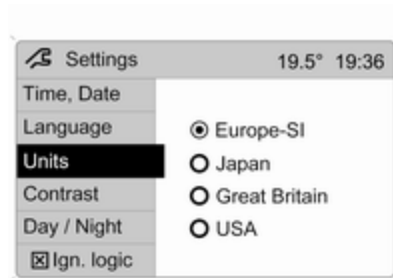 Settings 19.5° 19:36
Time, Date
Language
Units
Contrast
Day / Night
Ign. logic
Europe-SI
Japan
Great Britain
USA